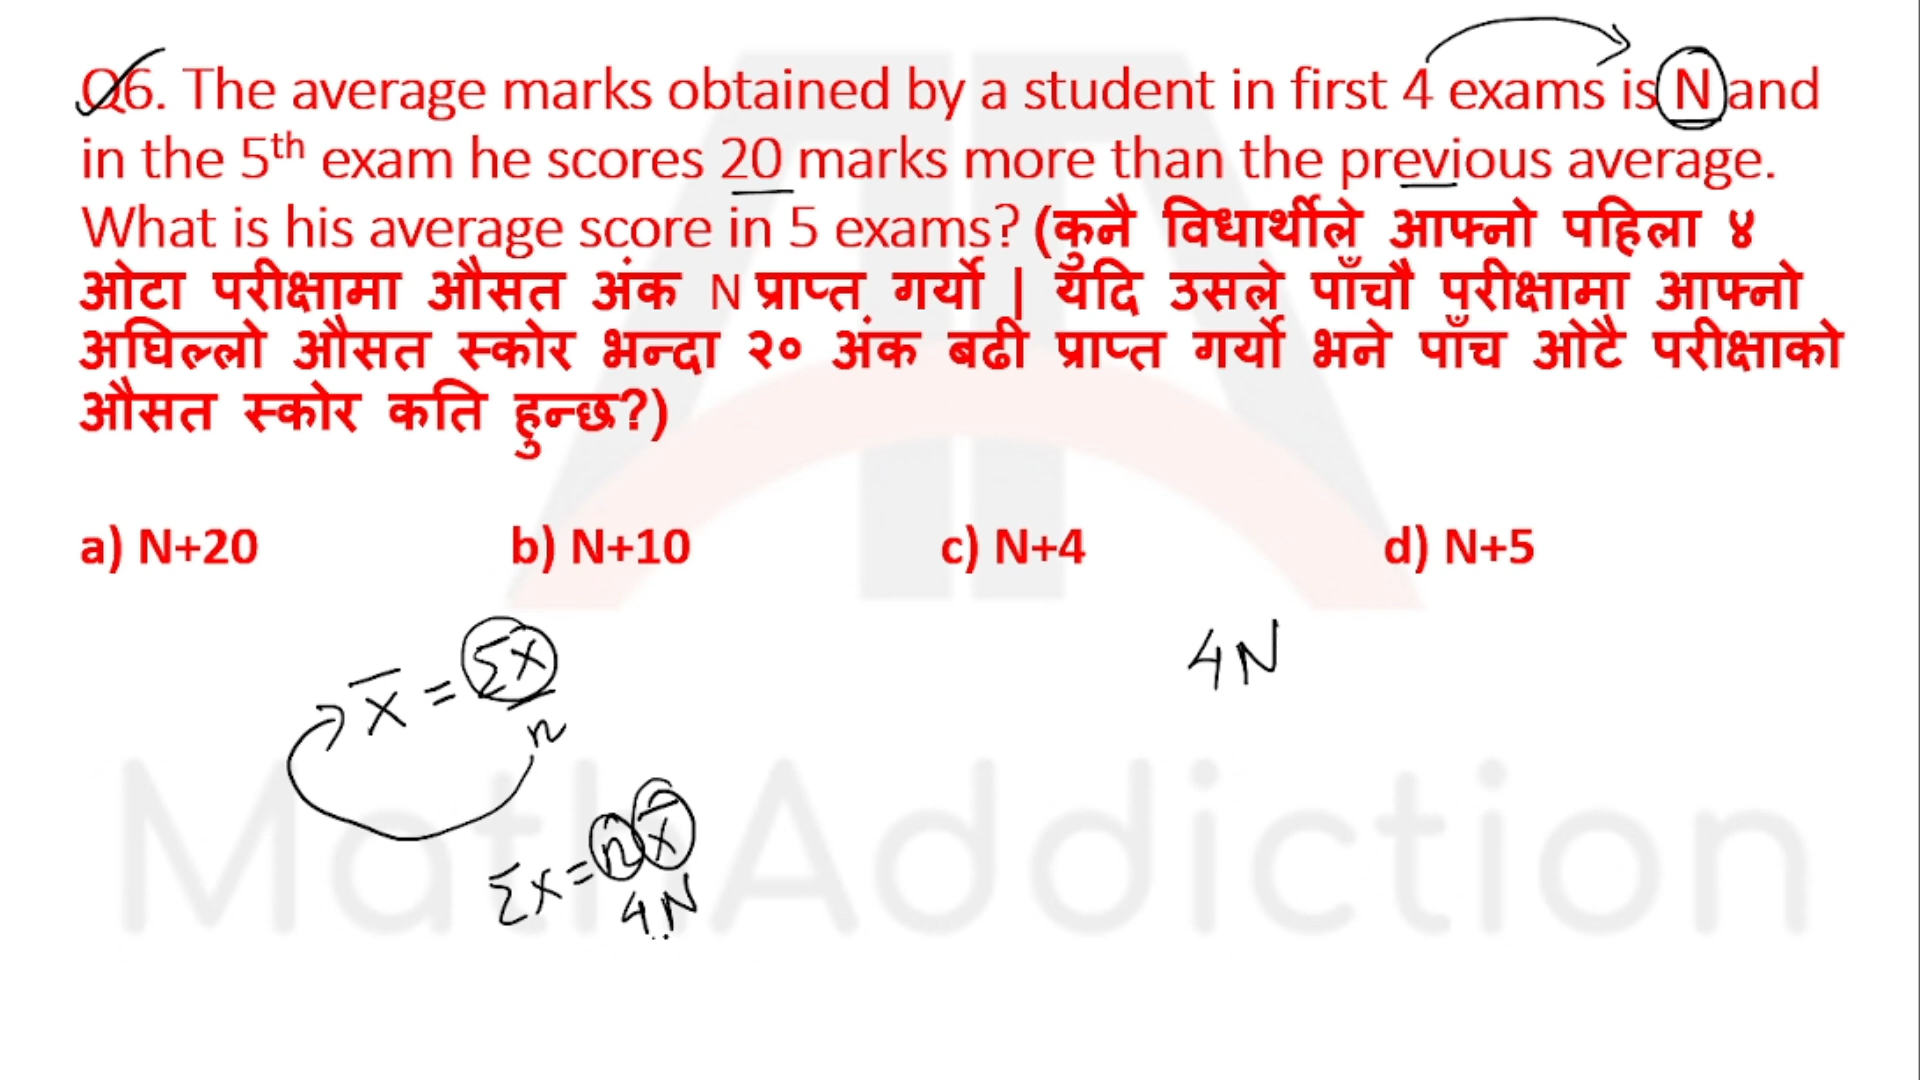 Q6. The average marks obtained by a student in first 4 exams is N and
in the 5th exam he scores 20 marks more than the previous average.
What is his average score in 5 exams? (कुनै विधार्थीले आफ्नो पहिला ४
ओटा परीक्षामा औसत अंक N प्राप्त गर्यो | यदि उसले पाँचौ परीक्षामा आफ्नो
अघिल्लो औसत स्कोर भन्दा २० अंक बढी प्राप्त गर्यो भने पाँच ओटै परीक्षाको
औसत स्कोर कति हुन्छ?)
a) N+20 b) N+10 c) N+4 d) N+5
x̄ = Σx
n
4N
Σx = n x̄
4N
Math Addiction